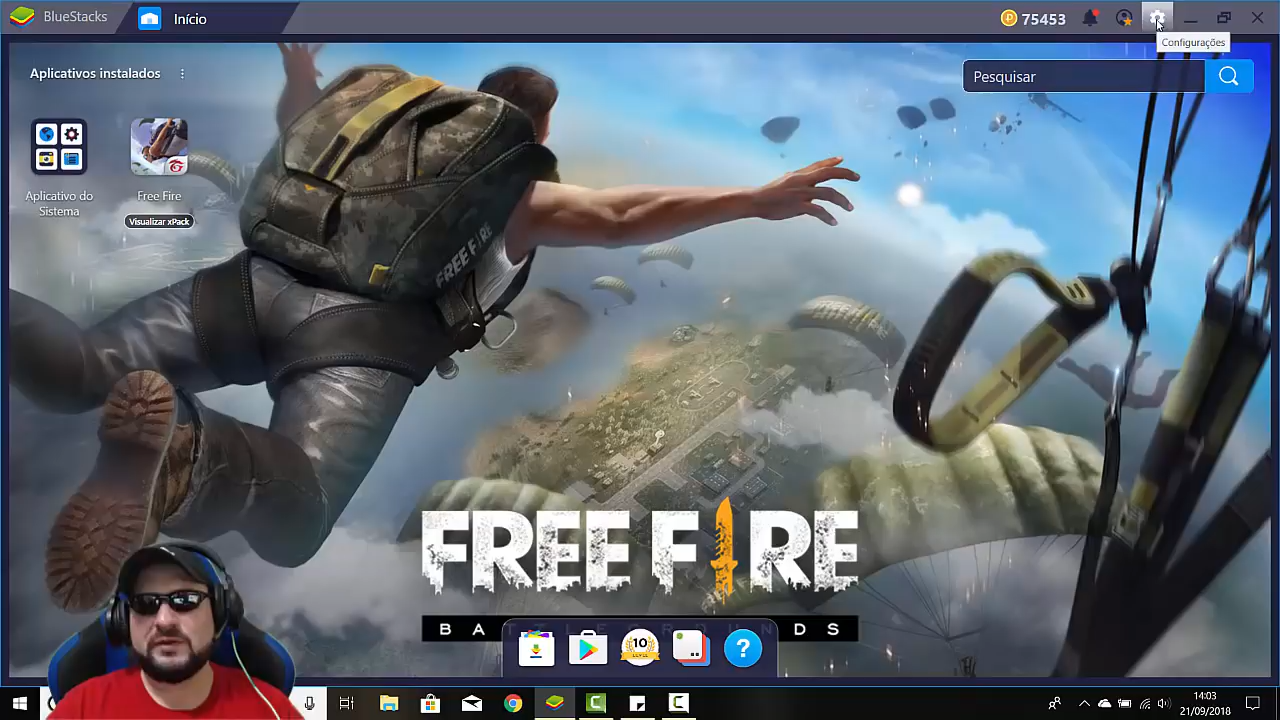 BlueStacks
Início
75453
Configurações
Aplicativos instalados
Pesquisar
Aplicativo do
Sistema
Free Fire
Visualizar xPack
FREE FIRE
FREE FIRE
B A T T L E G R O U N D S
10
?
14:03
21/09/2018